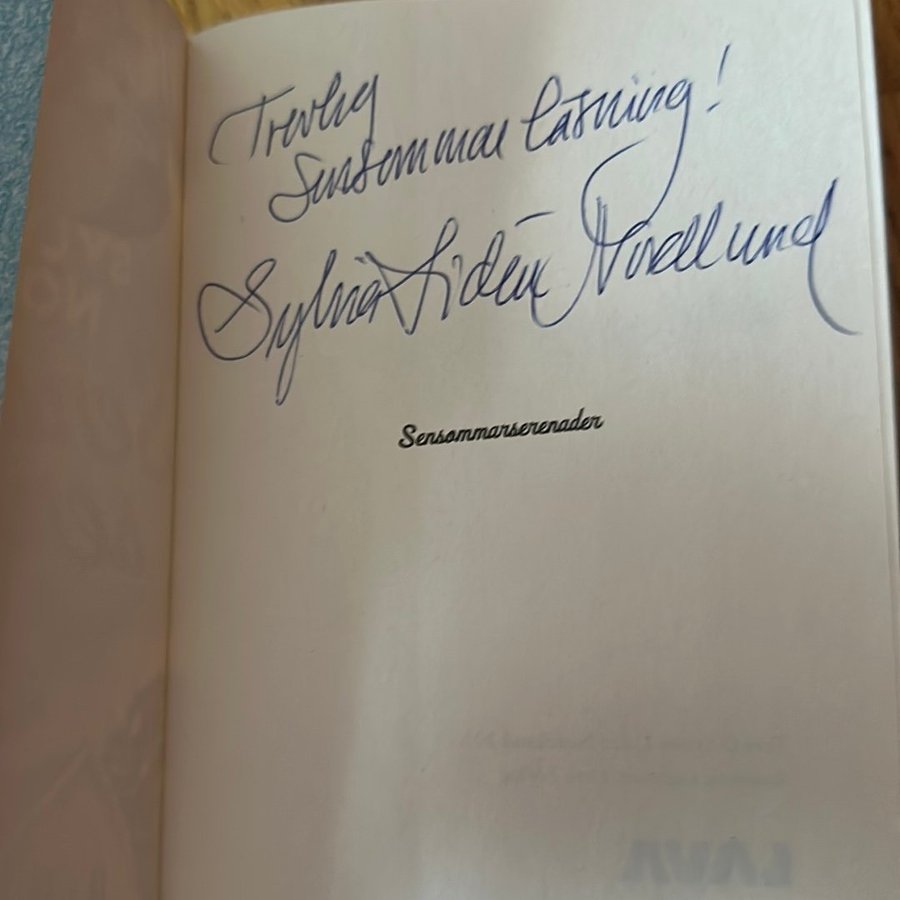 Trevlig
Sensommar läsning!
Sylvia Lidén Nordlund
Sensommarserenader